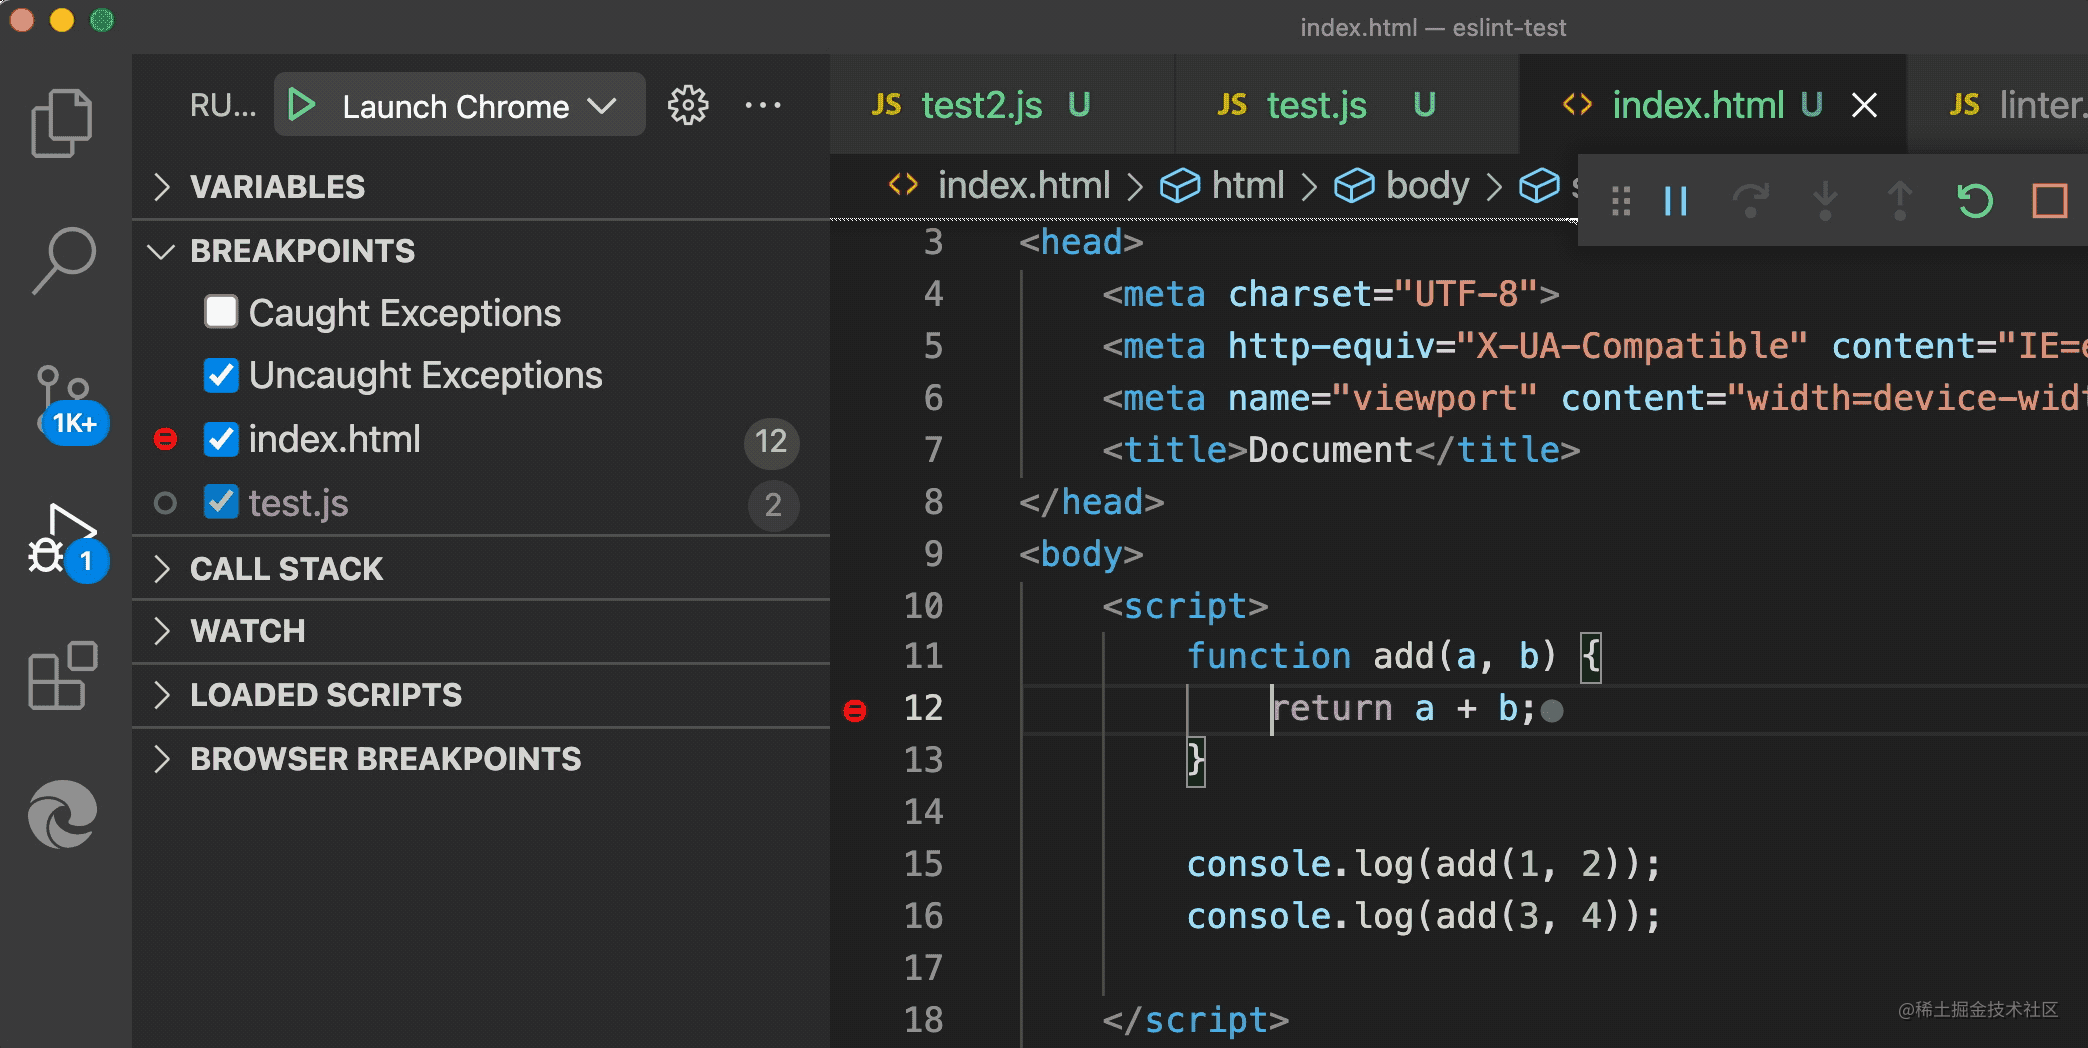 index.html — eslint-test
RU... Launch Chrome ...
JS test2.js U JS test.js U <> index.html U JS linter.
VARIABLES
<> index.html > html > body > s
BREAKPOINTS
Caught Exceptions
Uncaught Exceptions
index.html 12
test.js 2
CALL STACK
WATCH
LOADED SCRIPTS
BROWSER BREAKPOINTS
1K+
1
3 <head>
4 <meta charset="UTF-8">
5 <meta http-equiv="X-UA-Compatible" content="IE=e
6 <meta name="viewport" content="width=device-widt
7 <title>Document</title>
8 </head>
9 <body>
10 <script>
11 function add(a, b) {
12 return a + b;
13 }
14
15 console.log(add(1, 2));
16 console.log(add(3, 4));
17
18 </script>
@稀土掘金技术社区